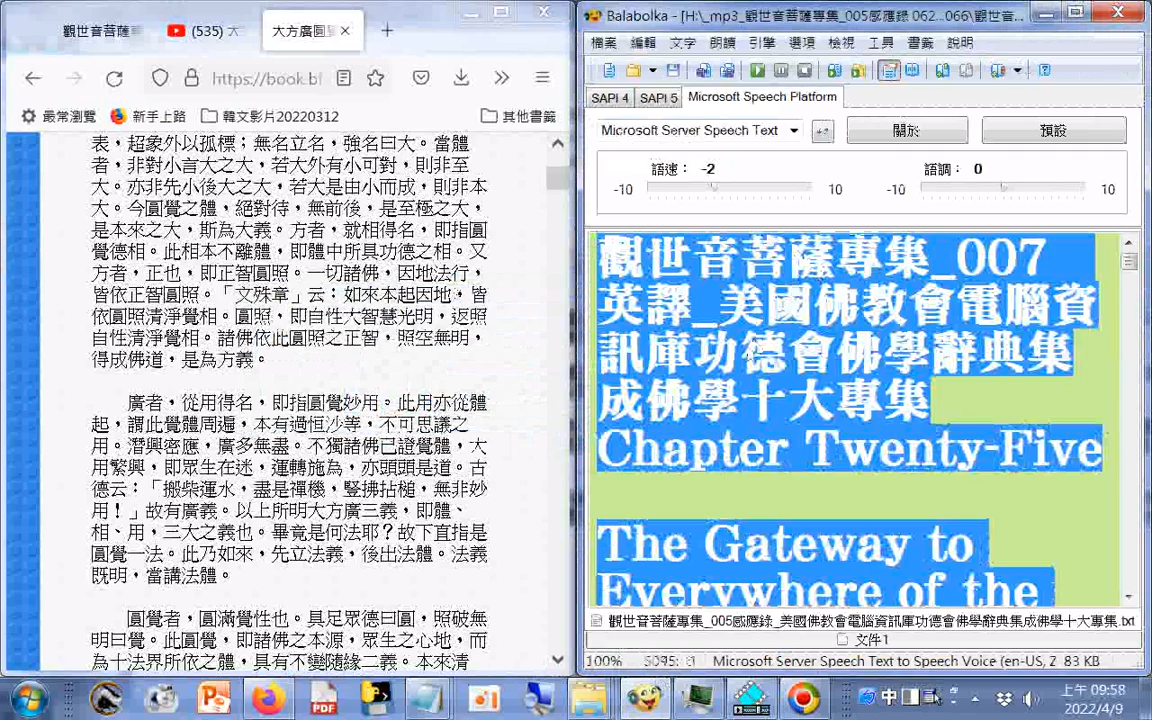 觀世音菩薩
(535) 大
大方廣圓
https://book.bl
最常瀏覽
新手上路
韓文影片20220312
其他書籤
表，超象外以孤標；無名立名，強名曰大。當體
者，非對小言大之大，若大外有小可對，則非至
大。亦非先小後大之大，若大是由小而成，則非本
大。今圓覺之體，絕對待，無前後，是至極之大，
是本來之大，斯為大義。方者，就相得名，即指圓
覺德相。此相本不離體，即體中所具功德之相。又
方者，正也，即正智圓照。一切諸佛，因地法行，
皆依正智圓照。「文殊章」云：如來本起因地，皆
依圓照清淨覺相。圓照，即自性大智慧光明，返照
自性清淨覺相。諸佛依此圓照之正智，照空無明，
得成佛道，是為方義。
廣者，從用得名，即指圓覺妙用。此用亦從體
起，謂此覺體周遍，本有過恒沙等，不可思議之
用。潛興密應，廣多無盡。不獨諸佛已證覺體，大
用繁興，即眾生在迷，運轉施為，亦頭頭是道。古
德云：「搬柴運水，盡是禪機，豎拂拈槌，無非妙
用！」故有廣義。以上所明大方廣三義，即體、
相、用，三大之義也。畢竟是何法耶？故下直指是
圓覺一法。此乃如來，先立法義，後出法體。法義
既明，當講法體。
圓覺者，圓滿覺性也。具足眾德曰圓，照破無
明曰覺。此圓覺，即諸佛之本源，眾生之心地，而
為十法界所依之體，具有不變隨緣二義。本來清
Balabolka - [H:\_mp3_觀世音菩薩專集_005感應錄 062...066\觀世音...
檔案 編輯 文字 朗讀 引擎 選項 檢視 工具 書籤 說明
SAPI 4 SAPI 5 Microsoft Speech Platform
Microsoft Server Speech Text
關於
預設
語速： -2
語調： 0
-10 10 -10 10
觀世音菩薩專集_007
英譯_美國佛教會電腦資
訊庫功德會佛學辭典集
成佛學十大專集
Chapter Twenty-Five
The Gateway to
Everywhere of the
觀世音菩薩專集_005感應錄_美國佛教會電腦資訊庫功德會佛學辭典集成佛學十大專集.txt
文件1
100%
Microsoft Server Speech Text to Speech Voice (en-US, Z
83 KB
PDF
中
上午 09:58
2022/4/9